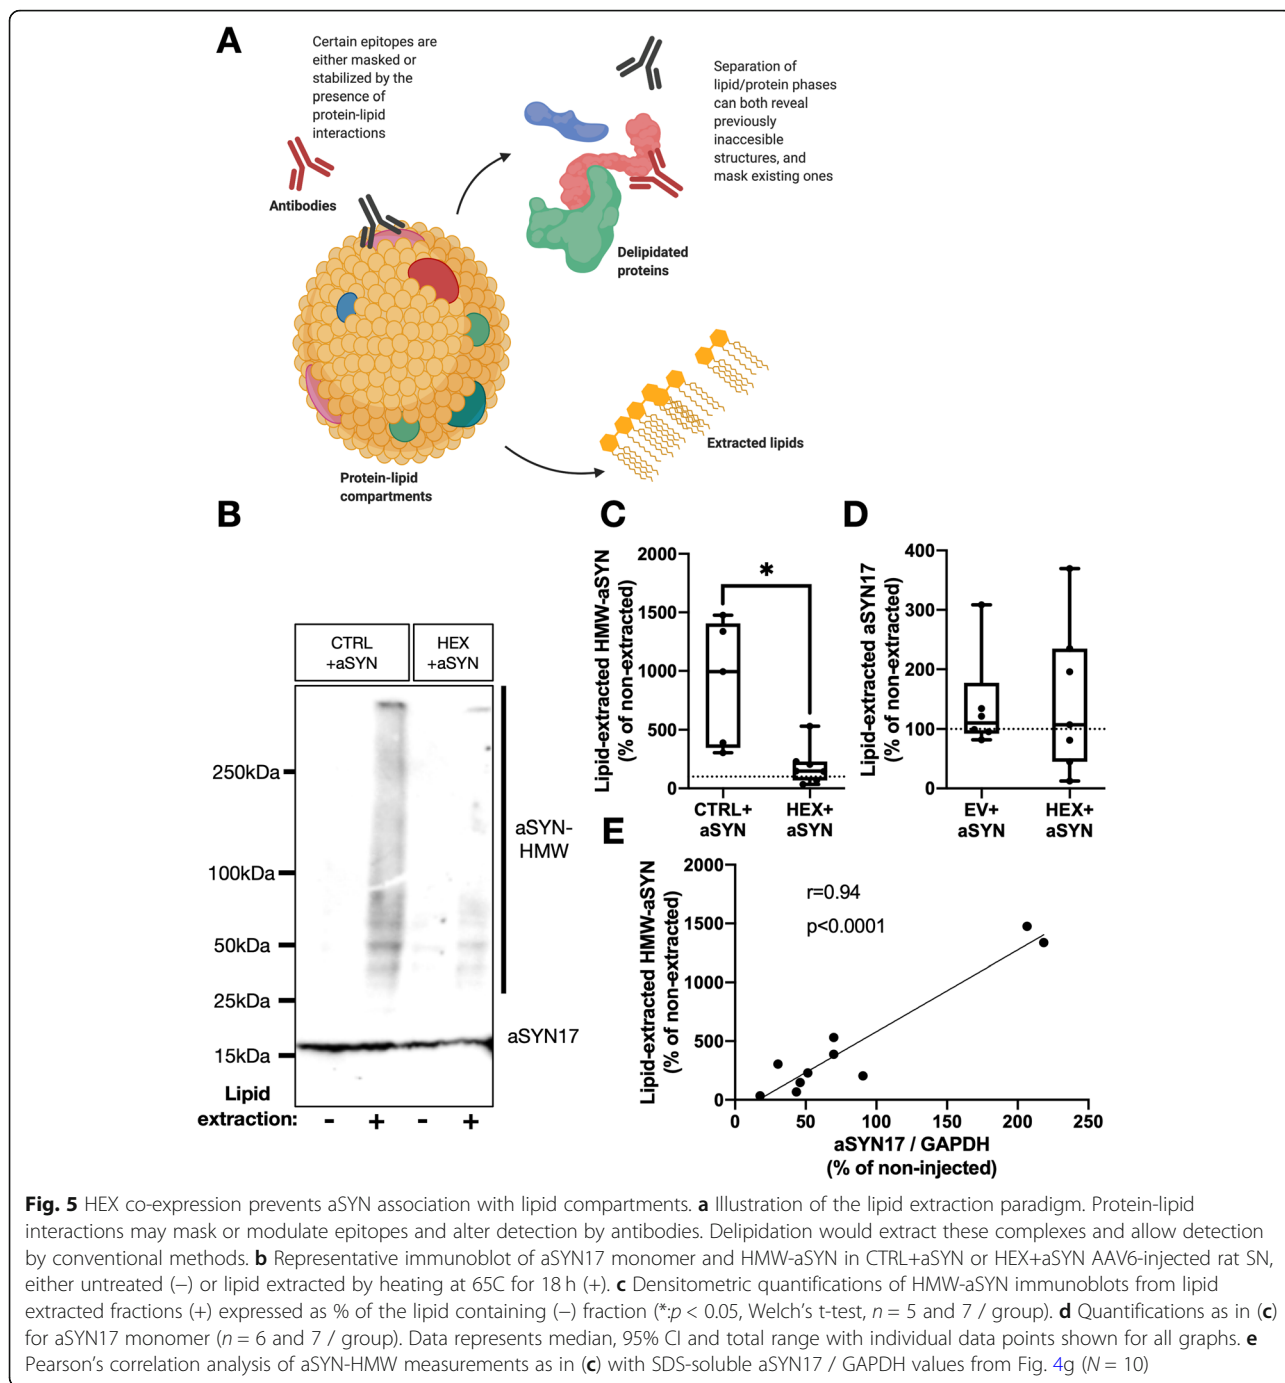 A
Certain epitopes are
either masked or
stabilized by the
presence of
protein-lipid
interactions
Antibodies
Separation of
lipid/protein phases
can both reveal
previously
inaccesible
structures, and
mask existing ones
Delipidated
proteins
Extracted lipids
Protein-lipid
compartments
B
CTRL
+aSYN
HEX
+aSYN
250kDa
100kDa
50kDa
25kDa
15kDa
aSYN-
HMW
aSYN17
Lipid
extraction:
- + - +
C
Lipid-extracted HMW-aSYN
(% of non-extracted)
2000
1500
1000
500
0
*
CTRL+
aSYN
HEX+
aSYN
D
Lipid-extracted aSYN17
(% of non-extracted)
400
300
200
100
0
EV+
aSYN
HEX+
aSYN
E
Lipid-extracted HMW-aSYN
(% of non-extracted)
2000
1500
1000
500
0
r=0.94
p<0.0001
0 50 100 150 200 250
aSYN17 / GAPDH
(% of non-injected)
Fig. 5 HEX co-expression prevents aSYN association with lipid compartments. a Illustration of the lipid extraction paradigm. Protein-lipid
interactions may mask or modulate epitopes and alter detection by antibodies. Delipidation would extract these complexes and allow detection
by conventional methods. b Representative immunoblot of aSYN17 monomer and HMW-aSYN in CTRL+aSYN or HEX+aSYN AAV6-injected rat SN,
either untreated (−) or lipid extracted by heating at 65C for 18 h (+). c Densitometric quantifications of HMW-aSYN immunoblots from lipid
extracted fractions (+) expressed as % of the lipid containing (−) fraction (*:p < 0.05, Welch's t-test, n = 5 and 7 / group). d Quantifications as in (c)
for aSYN17 monomer (n = 6 and 7 / group). Data represents median, 95% CI and total range with individual data points shown for all graphs. e
Pearson's correlation analysis of aSYN-HMW measurements as in (c) with SDS-soluble aSYN17 / GAPDH values from Fig. 4g (N = 10)